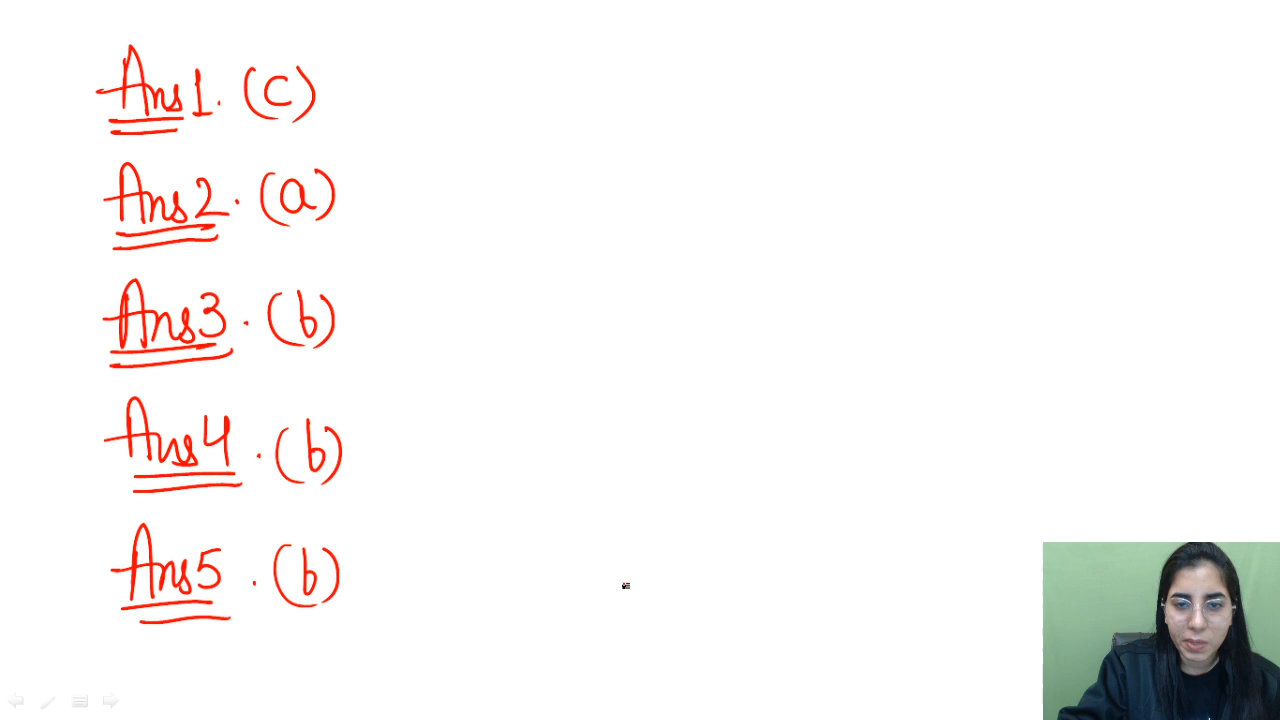 Ans1. (c)
Ans2. (a)
Ans3. (b)
Ans4. (b)
Ans5. (b)